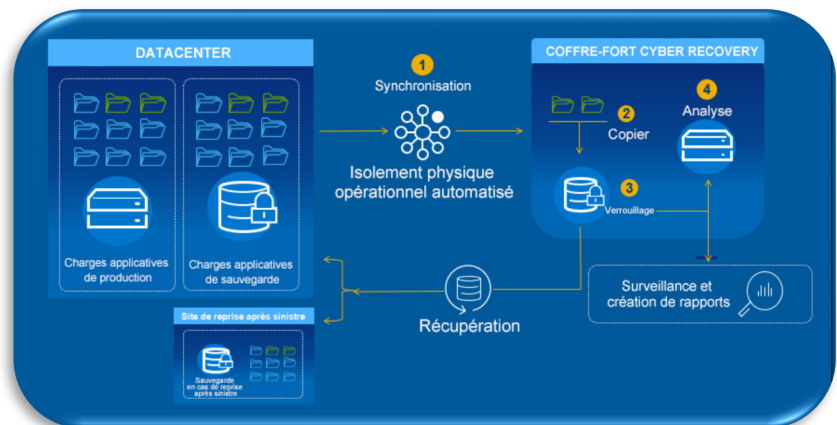 DATACENTER
Charges applicatives
de production
Charges applicatives
de sauvegarde
1
Synchronisation
Isolement physique
opérationnel automatisé
COFFRE-FORT CYBER RECOVERY
2
Copier
3
Verrouillage
4
Analyse
Surveillance et
création de rapports
Récupération
Site de reprise après sinistre
Sauvegarde
en cas de reprise
après sinistre